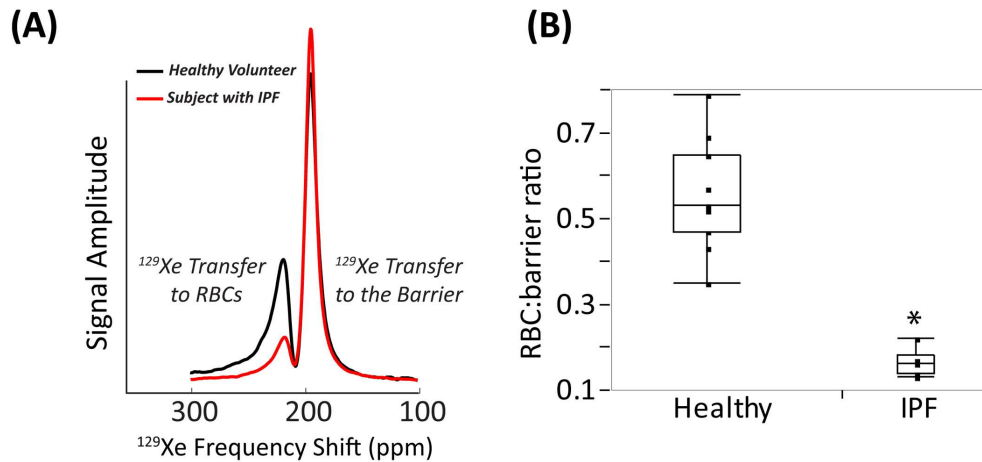 (A)
Healthy Volunteer
Subject with IPF
Signal Amplitude
¹²⁹Xe Transfer
to RBCs
¹²⁹Xe Transfer
to the Barrier
300
200
100
¹²⁹Xe Frequency Shift (ppm)
(B)
RBC:barrier ratio
0.7
0.5
0.3
0.1
*
Healthy
IPF